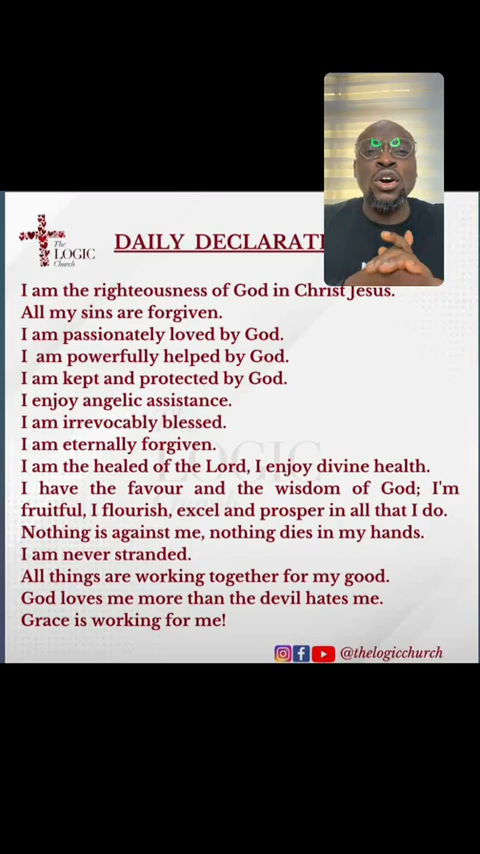 The
LOGIC
Church
DAILY DECLARATI
I am the righteousness of God in Christ Jesus.
All my sins are forgiven.
I am passionately loved by God.
I am powerfully helped by God.
I am kept and protected by God.
I enjoy angelic assistance.
I am irrevocably blessed.
I am eternally forgiven.
I am the healed of the Lord, I enjoy divine health.
I have the favour and the wisdom of God; I'm
fruitful, I flourish, excel and prosper in all that I do.
Nothing is against me, nothing dies in my hands.
I am never stranded.
All things are working together for my good.
God loves me more than the devil hates me.
Grace is working for me!
@thelogicchurch